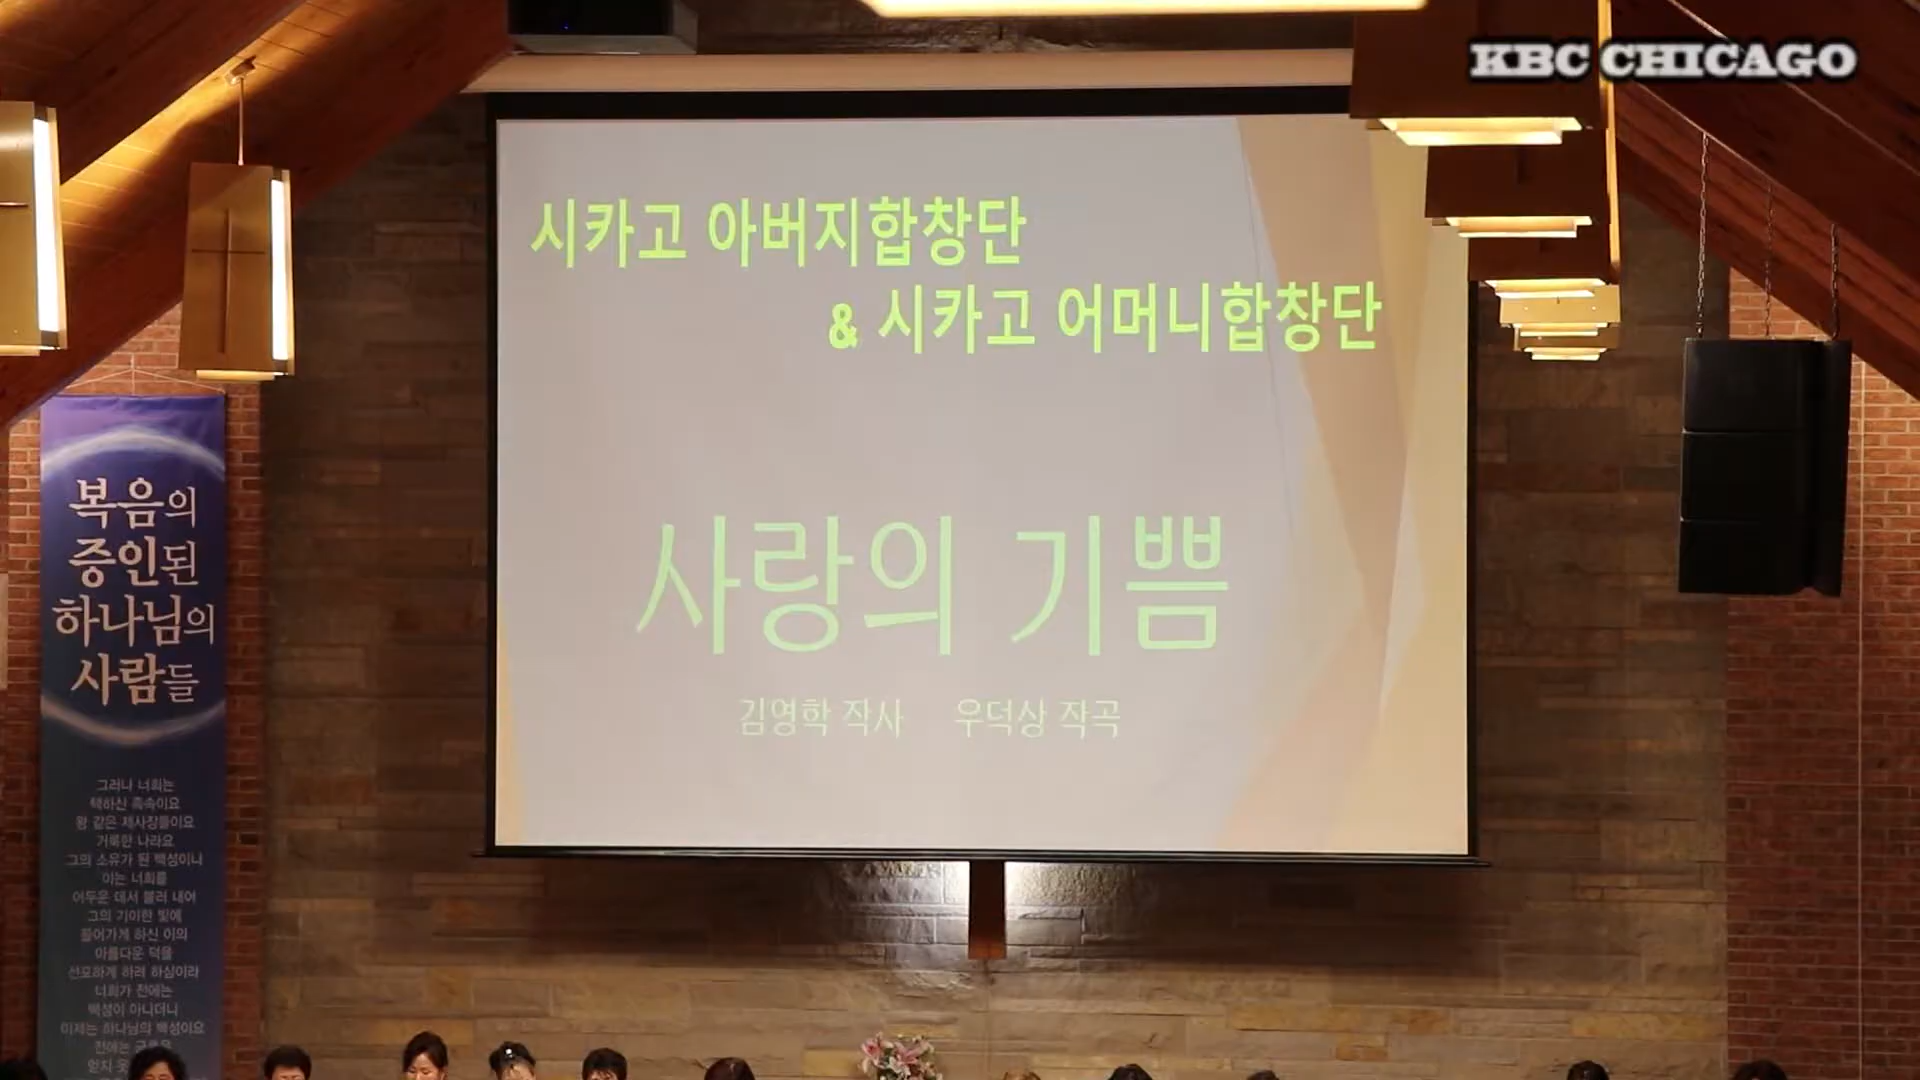 KBC CHICAGO
시카고 아버지합창단
& 시카고 어머니합창단
사랑의 기쁨
김영학 작사 우덕상 작곡
복음의
증인된
하나님의
사람들
그러나 너희는
택하신 족속이요
왕 같은 제사장들이요
거룩한 나라요
그의 소유가 된 백성이니
이는 너희를
어두운 데서 불러 내어
그의 기이한 빛에
들어가게 하신 이의
아름다운 덕을
선포하게 하려 하심이라
너희가 전에는
백성이 아니더니
이제는 하나님의 백성이요
전에는
얻지